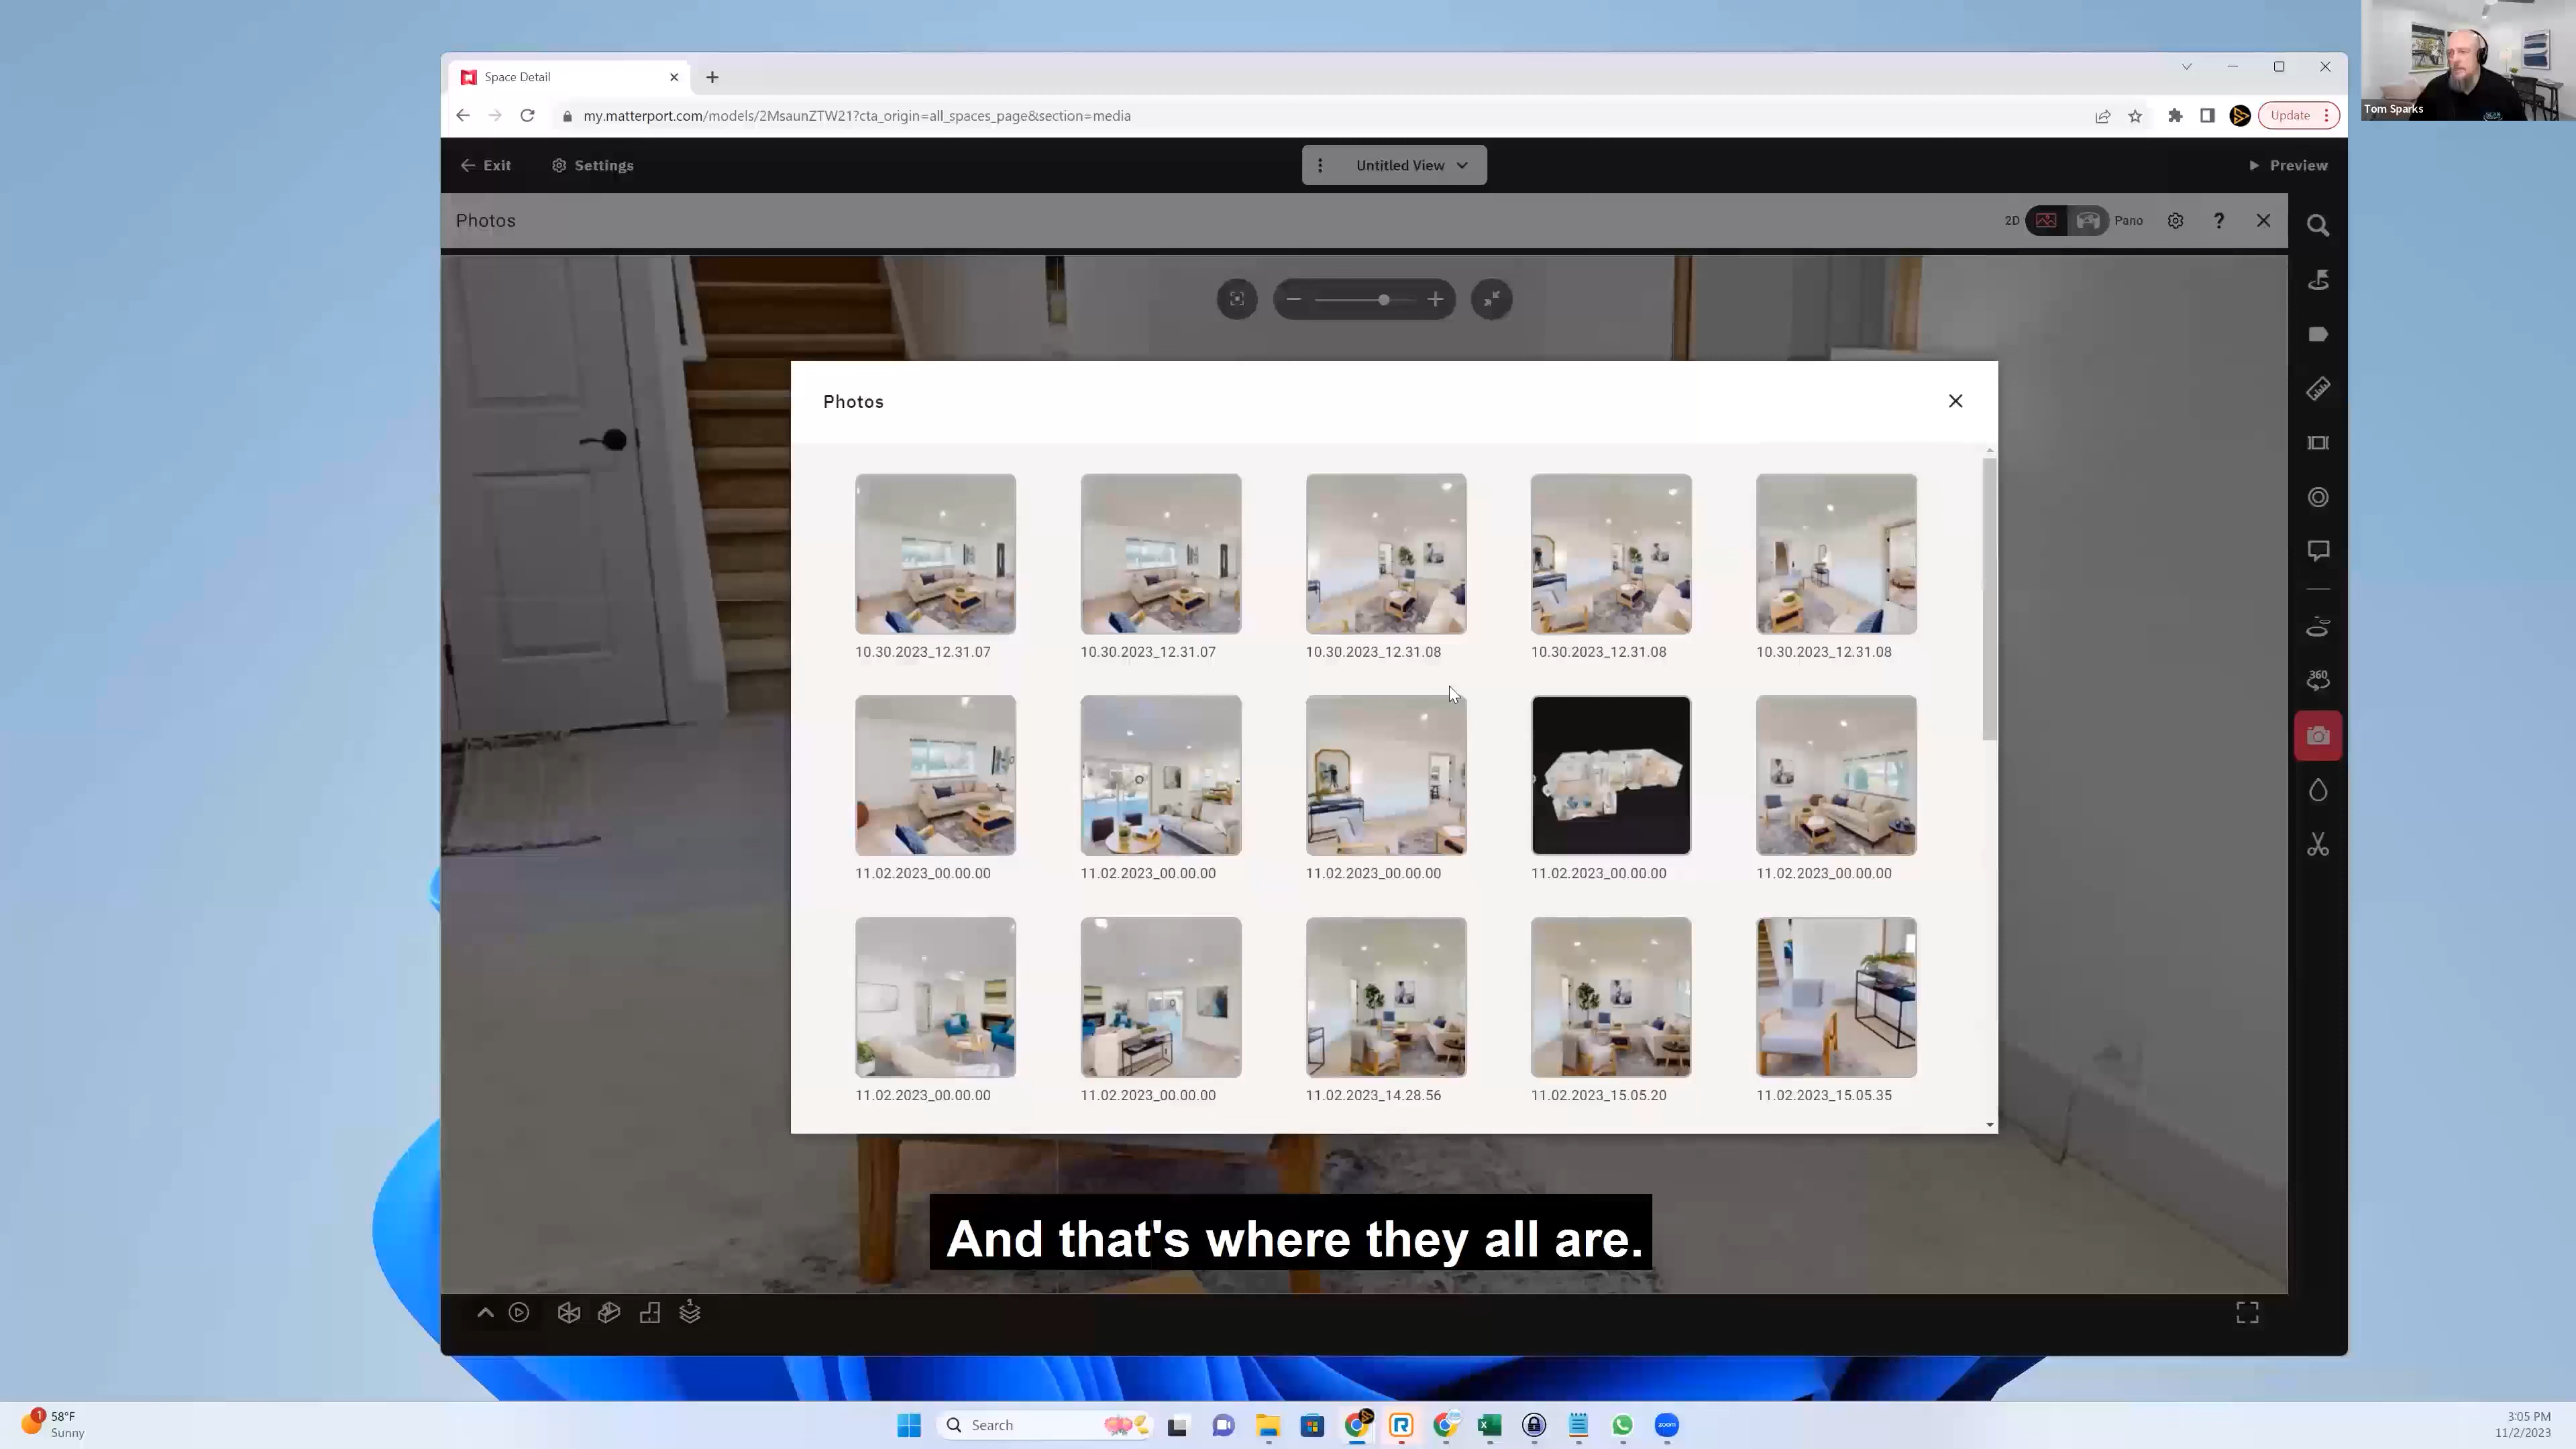 Space Detail
my.matterport.com/models/2MsaunZTW21?cta_origin=all_spaces_page&section=media
Update
Tom Sparks
Exit
Settings
Untitled View
Preview
Photos
2D
Pano
Photos
10.30.2023_12.31.07
10.30.2023_12.31.07
10.30.2023_12.31.08
10.30.2023_12.31.08
10.30.2023_12.31.08
360
11.02.2023_00.00.00
11.02.2023_00.00.00
11.02.2023_00.00.00
11.02.2023_00.00.00
11.02.2023_00.00.00
11.02.2023_00.00.00
11.02.2023_00.00.00
11.02.2023_14.28.56
11.02.2023_15.05.20
11.02.2023_15.05.35
And that's where they all are.
1
1
58°F
Sunny
Search
zoom
3:05 PM
11/2/2023